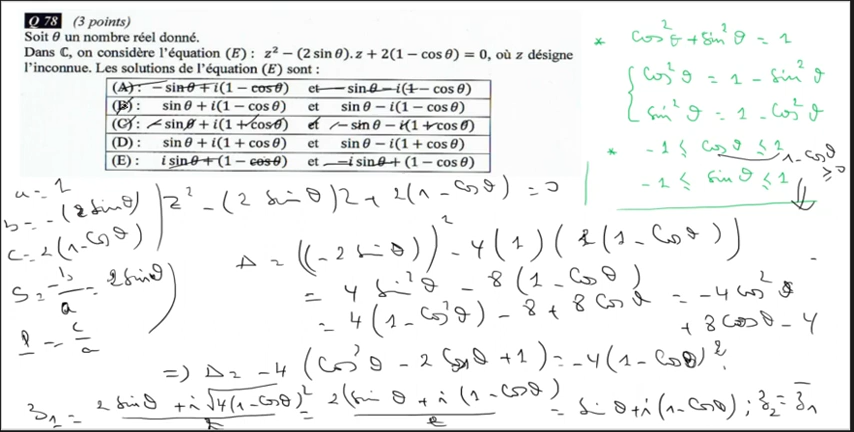 Q 78 (3 points)
Soit θ un nombre réel donné.
Dans ℂ, on considère l'équation (E) : z² − (2 sin θ).z + 2(1 − cos θ) = 0, où z désigne
l'inconnue. Les solutions de l'équation (E) sont :
(A) : − sin θ + i(1 − cos θ) et − sin θ − i(1 − cos θ)
(B) : sin θ + i(1 − cos θ) et sin θ − i(1 − cos θ)
(C) : − sin θ + i(1 + cos θ) et − sin θ − i(1 + cos θ)
(D) : sin θ + i(1 + cos θ) et sin θ − i(1 + cos θ)
(E) : i sin θ + (1 − cos θ) et − i sin θ + (1 − cos θ)
* cos²θ + sin²θ = 1
cos²θ = 1 − sin²θ
sin²θ = 1 − cos²θ
* −1 ≤ cos θ ≤ 1
1 − cos θ ≥ 0
−1 ≤ sin θ ≤ 1
a = 1
b = −(2 sin θ)
c = 2(1 − cos θ)
S = −b/a = 2 sin θ
P = c/a
z² − (2 sin θ)z + 2(1 − cos θ) = 0
Δ = ((−2 sin θ))² − 4(1)(2(1 − cos θ))
= 4 sin²θ − 8(1 − cos θ)
= 4(1 − cos²θ) − 8 + 8 cos θ = −4 cos²θ
+ 8 cos θ − 4
=> Δ = −4(cos²θ − 2 cos θ + 1) = −4(1 − cos θ)²
z₁ = (2 sin θ + i√4(1 − cos θ)²)/2 = 2(sin θ + i(1 − cos θ))/2 = sin θ + i(1 − cos θ) ; z₂ = z̄₁